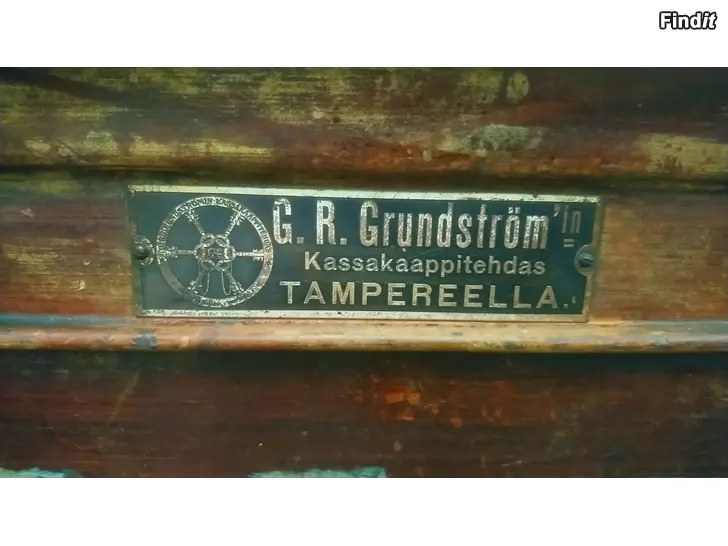 Findit
G. R. Grundström'in
Kassakaappitehdas
TAMPEREELLA.